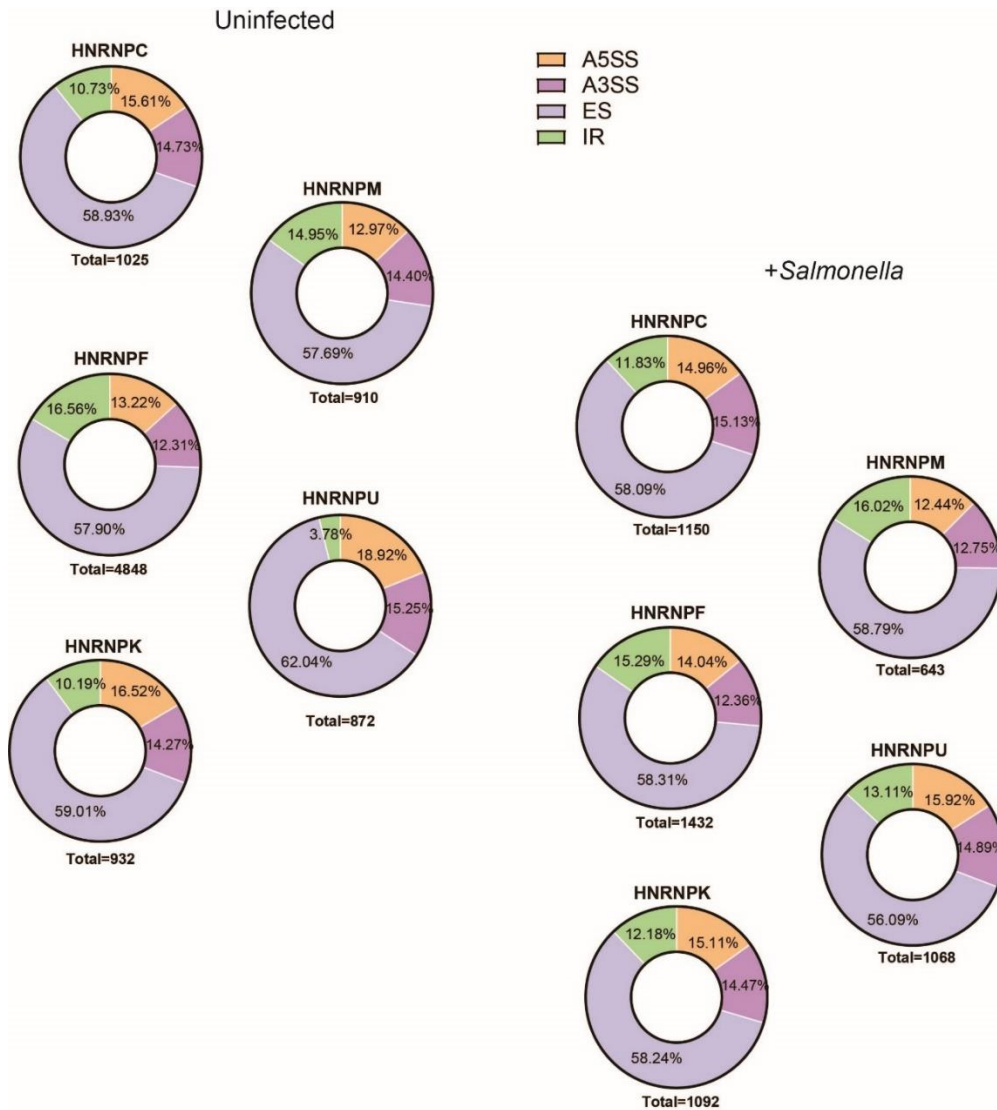 Uninfected
HNRNPC
10.73%
15.61%
14.73%
58.93%
Total=1025
HNRNPM
14.95%
12.97%
14.40%
57.69%
Total=910
HNRNPF
16.56%
13.22%
12.31%
57.90%
Total=4848
HNRNPU
3.78%
18.92%
15.25%
62.04%
Total=872
HNRNPK
10.19%
16.52%
14.27%
59.01%
Total=932
A5SS
A3SS
ES
IR
+Salmonella
HNRNPC
11.83%
14.96%
15.13%
58.09%
Total=1150
HNRNPM
16.02%
12.44%
12.75%
58.79%
Total=643
HNRNPF
15.29%
14.04%
12.36%
58.31%
Total=1432
HNRNPU
13.11%
15.92%
14.89%
56.09%
Total=1068
HNRNPK
12.18%
15.11%
14.47%
58.24%
Total=1092